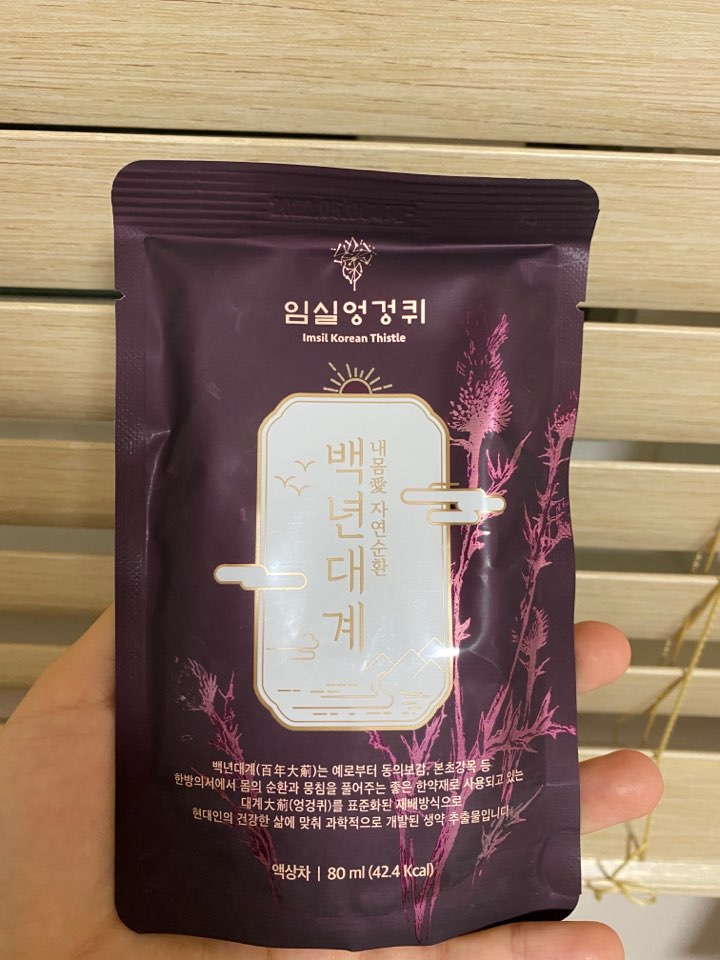 임실엉겅퀴
Imsil Korean Thistle
내몸愛 자연순환
백년대계
백년대계(百年大薊)는 예로부터 동의보감, 본초강목 등
한방의서에서 몸의 순환과 뭉침을 풀어주는 좋은 한약재로 사용되고 있는
대계大薊(엉겅퀴)를 표준화된 재배방식으로
현대인의 건강한 삶에 맞춰 과학적으로 개발된 생약 추출물입니다.
액상차 | 80 ml (42.4 Kcal)